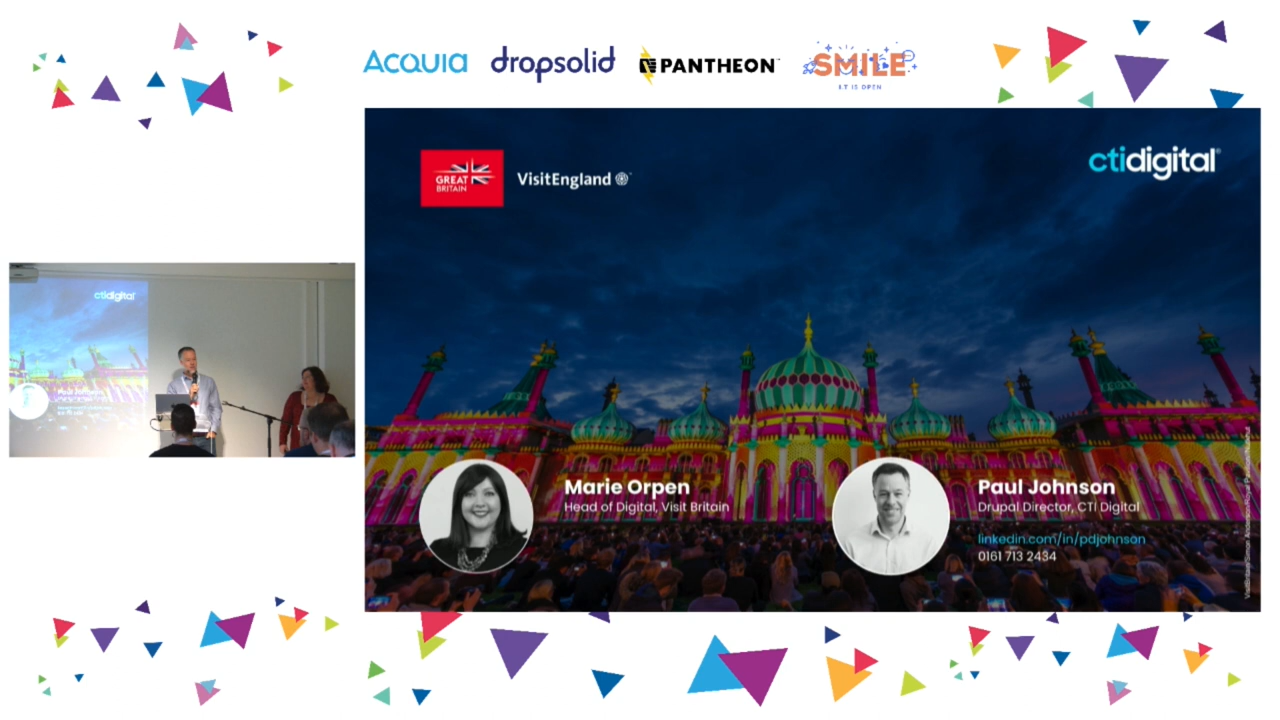 Acquia
dropsolid
PANTHEON
SMILE
IT IS OPEN
GREAT
BRITAIN
VisitEngland
ctidigital
Marie Orpen
Head of Digital, Visit Britain
Paul Johnson
Drupal Director, CTI Digital
linkedin.com/in/pdjohnson
0161 713 2434
ctidigital